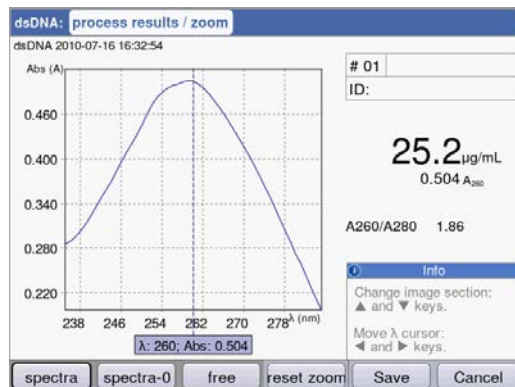 dsDNA: process results / zoom
dsDNA 2010-07-16 16:32:54
Abs (A)
0.460
0.400
0.340
0.280
0.220
238 246 254 262 270 278 λ (nm)
λ: 260; Abs: 0.504
# 01
ID:
25.2 µg/mL
0.504 A260
A260/A280 1.86
Info
Change image section:
▲ and ▼ keys.
Move λ cursor:
◀ and ▶ keys.
spectra spectra-0 free reset zoom Save Cancel